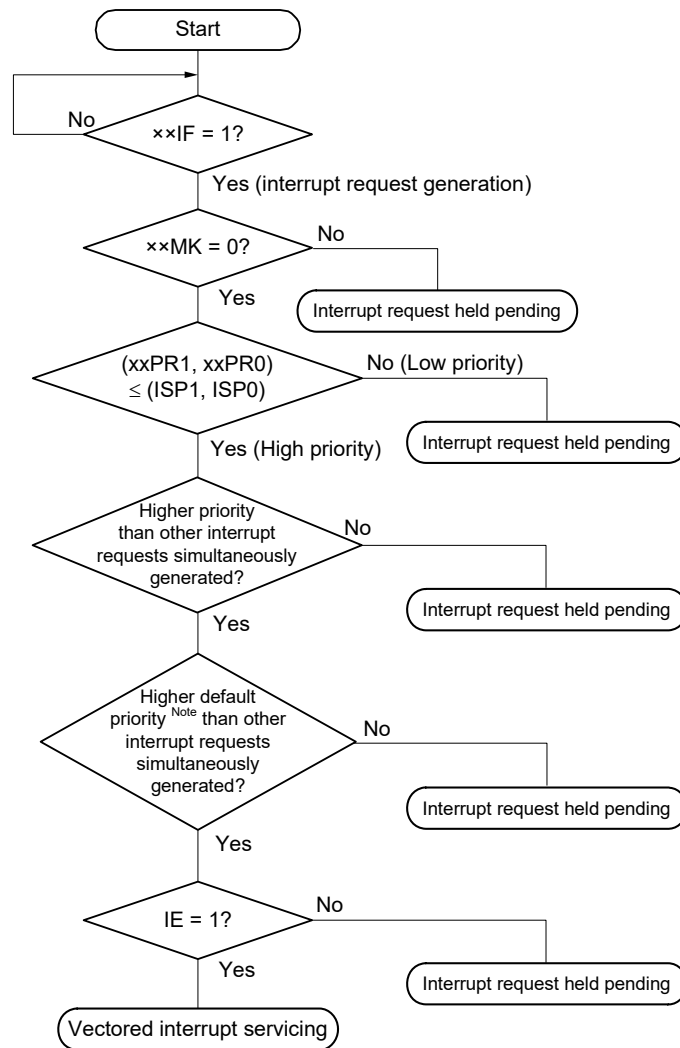 Start
No
××IF = 1?
Yes (interrupt request generation)
××MK = 0?
No
Yes
Interrupt request held pending
(xxPR1, xxPR0)
≤ (ISP1, ISP0)
No (Low priority)
Interrupt request held pending
Yes (High priority)
Higher priority
than other interrupt
requests simultaneously
generated?
No
Interrupt request held pending
Yes
Higher default
priority Note than other
interrupt requests
simultaneously
generated?
No
Interrupt request held pending
Yes
IE = 1?
No
Interrupt request held pending
Yes
Vectored interrupt servicing